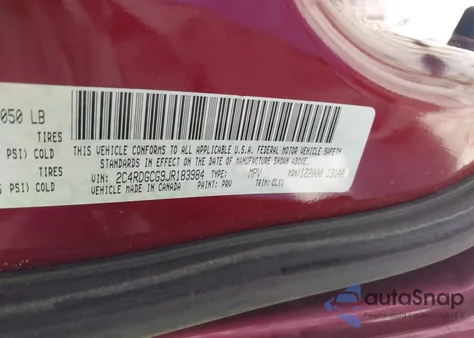 050 LB
TIRES
PSI) COLD
TIRES
PSI) COLD
THIS VEHICLE CONFORMS TO ALL APPLICABLE U.S.A. FEDERAL MOTOR VEHICLE SAFETY
STANDARDS IN EFFECT ON THE DATE OF MANUFACTURE SHOWN ABOVE.
VIN: 2C4RDGCG9JR183984 TYPE: MPV
VEHICLE MADE IN CANADA PAINT: PRV TRIM:
autoSnap